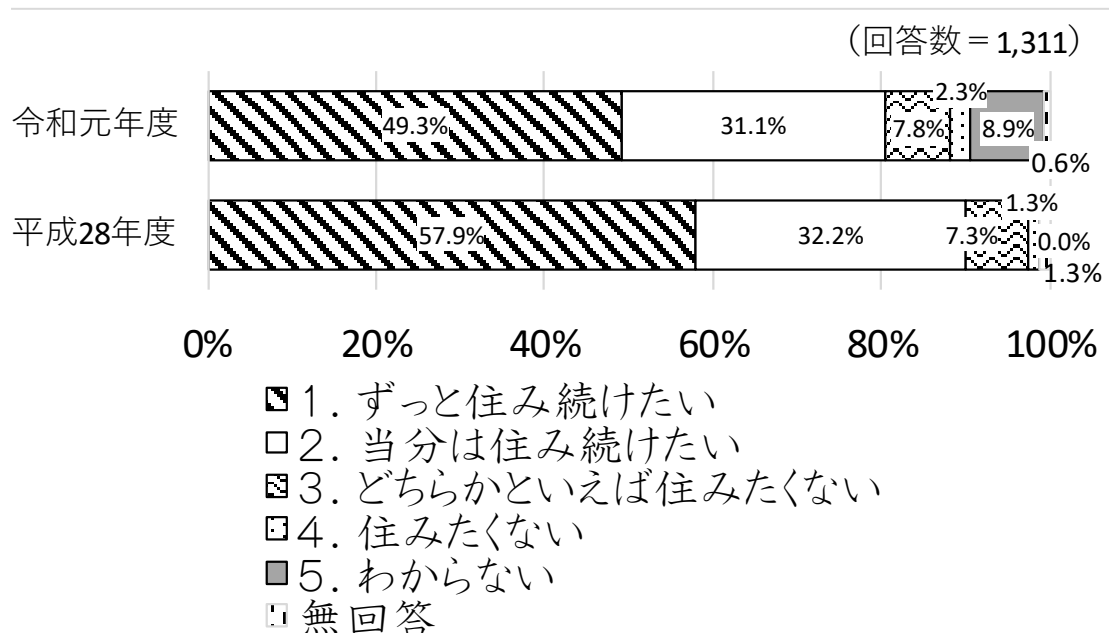 （回答数＝1,311）
令和元年度 49.3% 31.1% 7.8% 2.3% 8.9% 0.6%
平成28年度 57.9% 32.2% 7.3% 1.3% 0.0% 1.3%
0% 20% 40% 60% 80% 100%
１．ずっと住み続けたい
２．当分は住み続けたい
３．どちらかといえば住みたくない
４．住みたくない
５．わからない
無回答